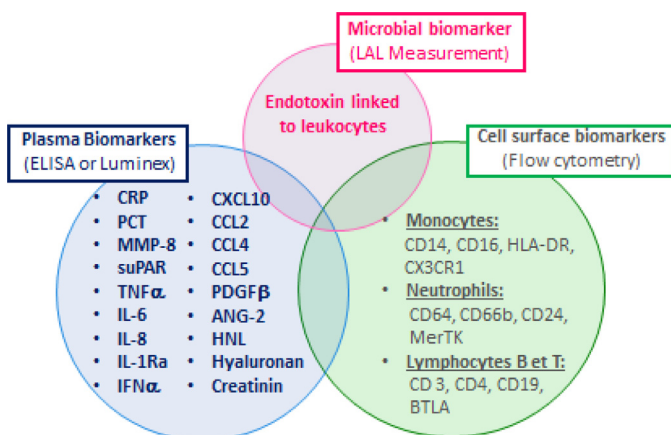 Microbial biomarker
(LAL Measurement)
Endotoxin linked
to leukocytes
Plasma Biomarkers
(ELISA or Luminex)
Cell surface biomarkers
(Flow cytometry)
• CRP
• PCT
• MMP-8
• suPAR
• TNFα
• IL-6
• IL-8
• IL-1Ra
• IFNα
• CXCL10
• CCL2
• CCL4
• CCL5
• PDGFβ
• ANG-2
• HNL
• Hyaluronan
• Creatinin
• Monocytes:
CD14, CD16, HLA-DR,
CX3CR1
• Neutrophils:
CD64, CD66b, CD24,
MerTK
• Lymphocytes B et T:
CD 3, CD4, CD19,
BTLA